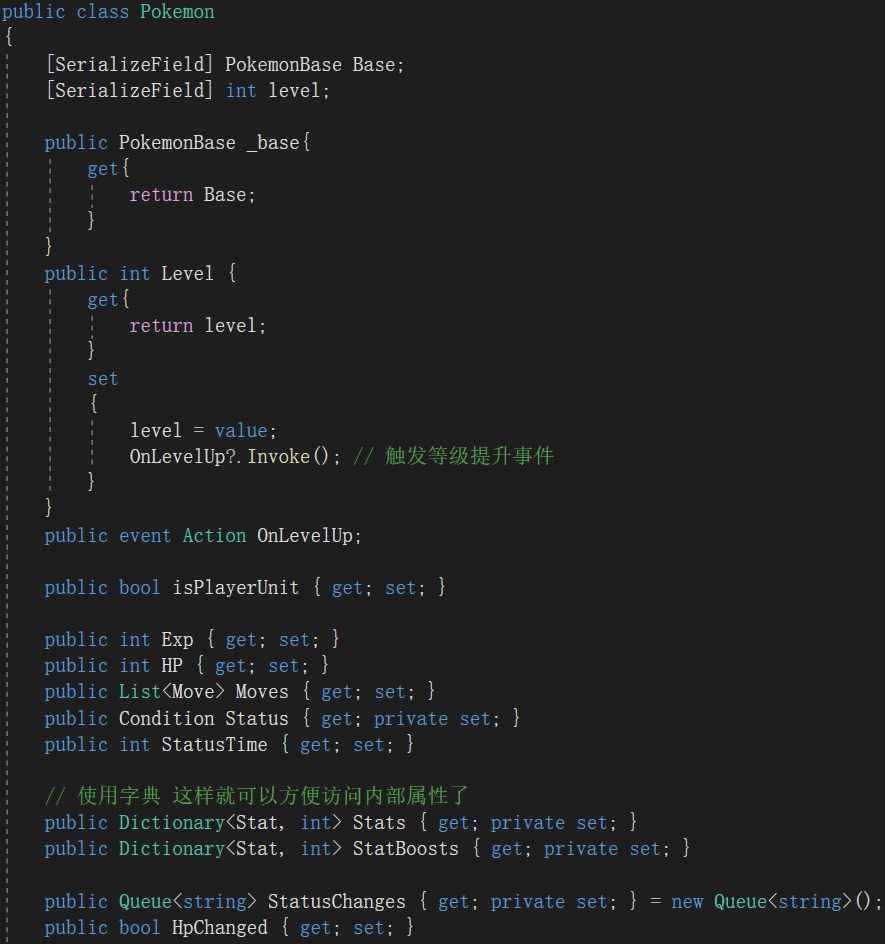 public class Pokemon
{
[SerializeField] PokemonBase Base;
[SerializeField] int level;
public PokemonBase _base{
get{
return Base;
}
}
public int Level {
get{
return level;
}
set
{
level = value;
OnLevelUp?.Invoke(); // 触发等级提升事件
}
}
public event Action OnLevelUp;
public bool isPlayerUnit { get; set; }
public int Exp { get; set; }
public int HP { get; set; }
public List<Move> Moves { get; set; }
public Condition Status { get; private set; }
public int StatusTime { get; set; }
// 使用字典 这样就可以方便访问内部属性了
public Dictionary<Stat, int> Stats { get; private set; }
public Dictionary<Stat, int> StatBoosts { get; private set; }
public Queue<string> StatusChanges { get; private set; } = new Queue<string>();
public bool HpChanged { get; set; }